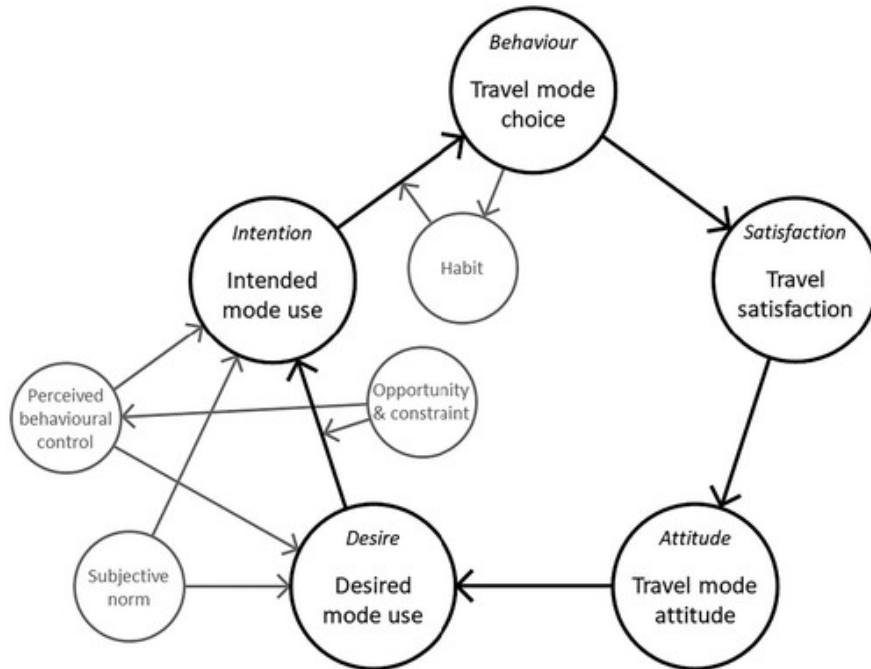 Behaviour
Travel mode
choice
Intention
Intended
mode use
Habit
Satisfaction
Travel
satisfaction
Perceived
behavioural
control
Opportunity
& constraint
Subjective
norm
Desire
Desired
mode use
Attitude
Travel mode
attitude